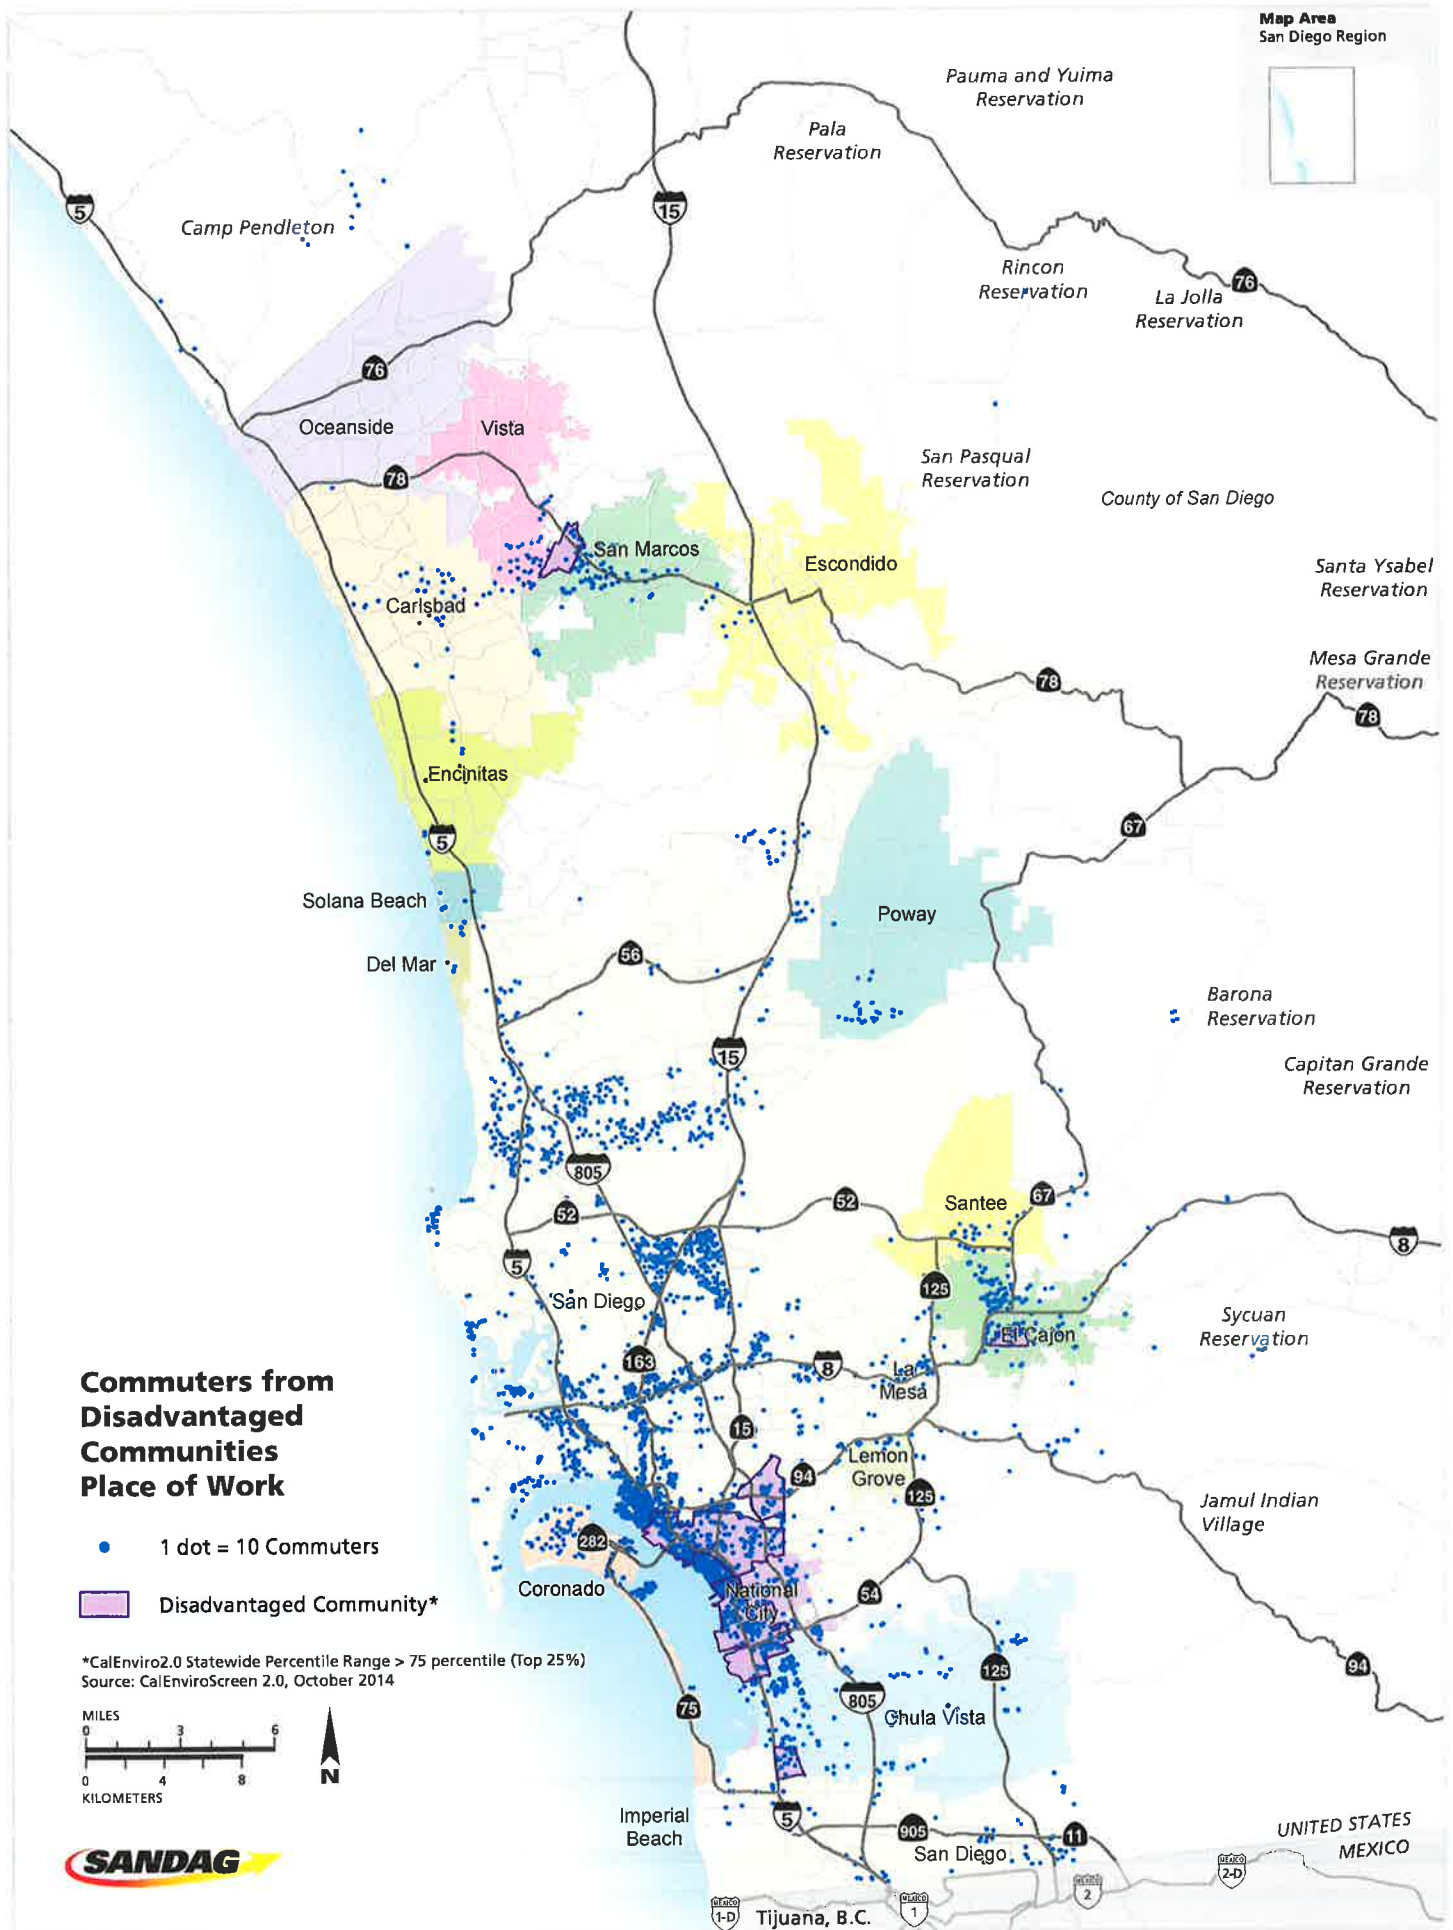 Map Area
San Diego Region
Pauma and Yuima
Reservation
Pala
Reservation
5
15
Camp Pendleton
Rincon
Reservation
La Jolla
Reservation
76
76
Oceanside
Vista
San Pasqual
Reservation
78
County of San Diego
San Marcos
Escondido
Santa Ysabel
Reservation
Carlsbad
Mesa Grande
Reservation
78
78
Encinitas
67
5
Solana Beach
Poway
56
Del Mar
Barona
Reservation
15
Capitan Grande
Reservation
805
52
52
Santee
67
8
5
125
San Diego
El Cajon
Sycuan
Reservation
163
8
La
Mesa
Commuters from
Disadvantaged
Communities
Place of Work
15
94
Lemon
Grove
125
Jamul Indian
Village
1 dot = 10 Commuters
282
Coronado
National
City
54
Disadvantaged Community*
*CalEnviro2.0 Statewide Percentile Range > 75 percentile (Top 25%)
Source: CalEnviroScreen 2.0, October 2014
125
94
805
75
Chula Vista
MILES
0 3 6
0 4 8
KILOMETERS
N
Imperial
Beach
5
905
11
San Diego
UNITED STATES
MEXICO
SANDAG
MEXICO
2-D
MEXICO
2
MEXICO
1-D
Tijuana, B.C.
MEXICO
1